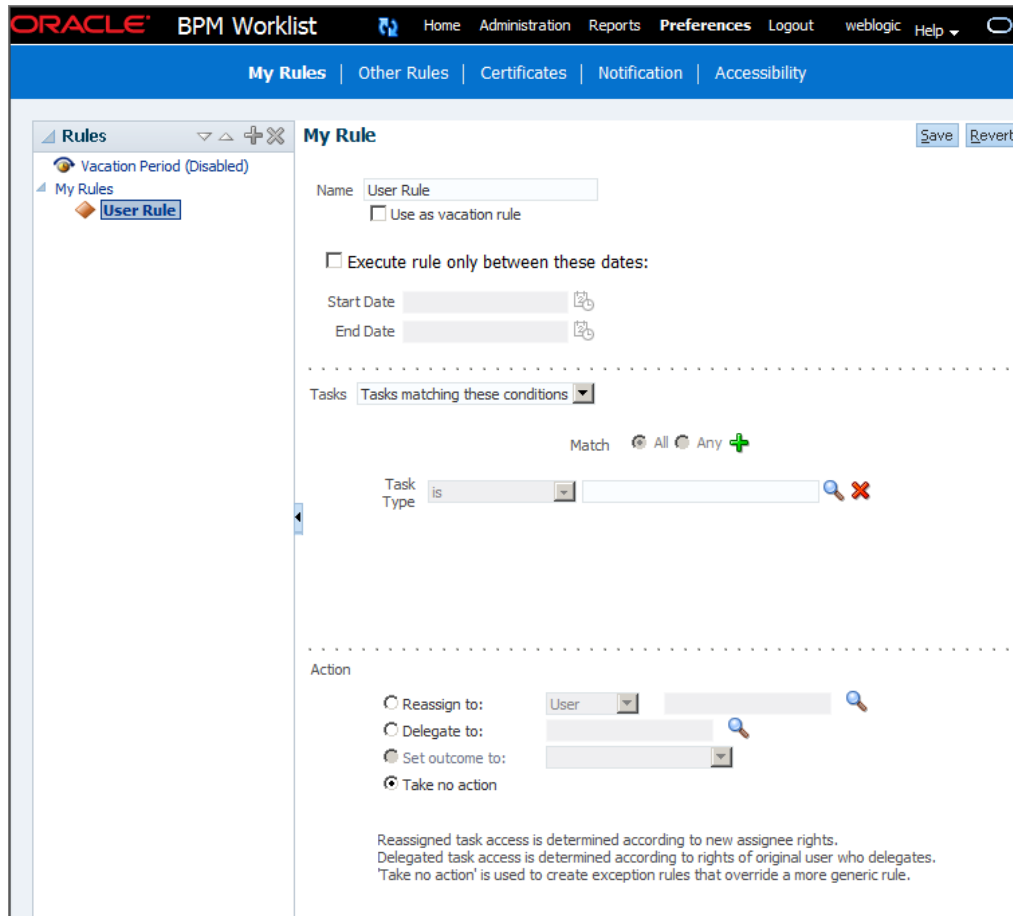 ORACLE® BPM Worklist Home Administration Reports Preferences Logout weblogic Help
My Rules | Other Rules | Certificates | Notification | Accessibility
Rules
Vacation Period (Disabled)
My Rules
User Rule
My Rule Save Revert
Name User Rule
Use as vacation rule
Execute rule only between these dates:
Start Date
End Date
Tasks Tasks matching these conditions
Match All Any
Task Type is
Action
Reassign to: User
Delegate to:
Set outcome to:
Take no action
Reassigned task access is determined according to new assignee rights.
Delegated task access is determined according to rights of original user who delegates.
'Take no action' is used to create exception rules that override a more generic rule.